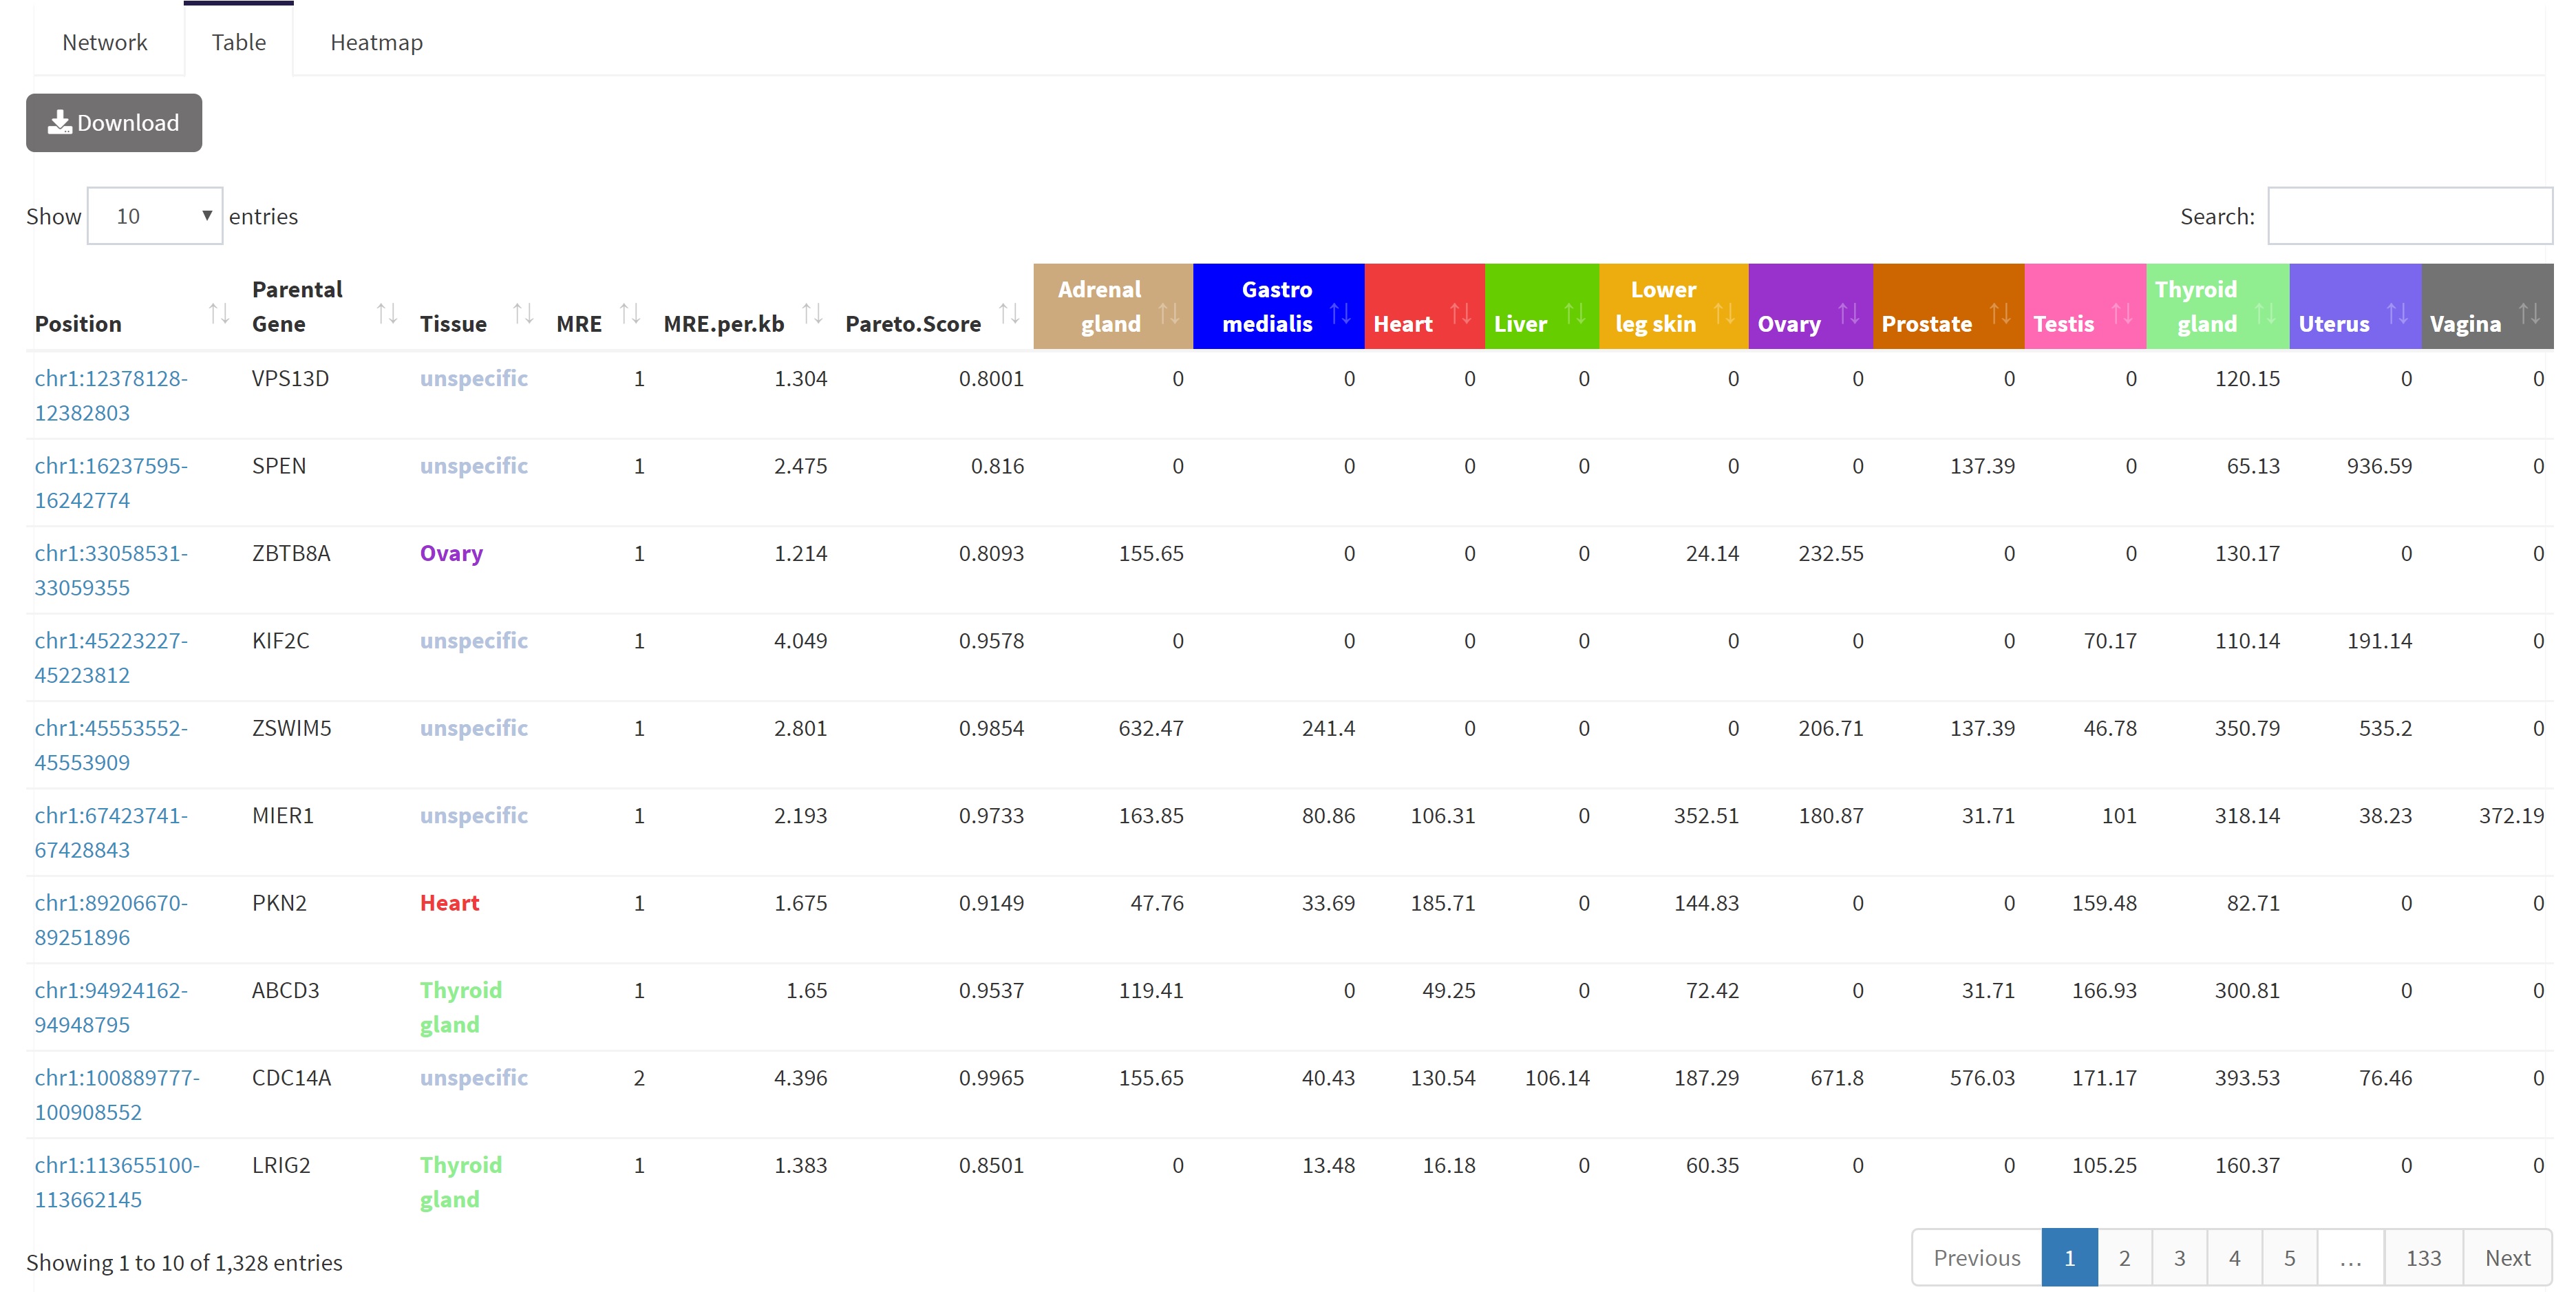 Network Table Heatmap
Download
Show 10 entries Search:
Position Parental Gene Tissue MRE MRE.per.kb Pareto.Score Adrenal gland Gastro medialis Heart Liver Lower leg skin Ovary Prostate Testis Thyroid gland Uterus Vagina
chr1:12378128- VPS13D unspecific 1 1.304 0.8001 0 0 0 0 0 0 0 0 120.15 0 0
12382803
chr1:16237595- SPEN unspecific 1 2.475 0.816 0 0 0 0 0 0 137.39 0 65.13 936.59 0
16242774
chr1:33058531- ZBTB8A Ovary 1 1.214 0.8093 155.65 0 0 0 24.14 232.55 0 0 130.17 0 0
33059355
chr1:45223227- KIF2C unspecific 1 4.049 0.9578 0 0 0 0 0 0 0 70.17 110.14 191.14 0
45223812
chr1:45553552- ZSWIM5 unspecific 1 2.801 0.9854 632.47 241.4 0 0 0 206.71 137.39 46.78 350.79 535.2 0
45553909
chr1:67423741- MIER1 unspecific 1 2.193 0.9733 163.85 80.86 106.31 0 352.51 180.87 31.71 101 318.14 38.23 372.19
67428843
chr1:89206670- PKN2 Heart 1 1.675 0.9149 47.76 33.69 185.71 0 144.83 0 0 159.48 82.71 0 0
89251896
chr1:94924162- ABCD3 Thyroid 1 1.65 0.9537 119.41 0 49.25 0 72.42 0 31.71 166.93 300.81 0 0
94948795 gland
chr1:100889777- CDC14A unspecific 2 4.396 0.9965 155.65 40.43 130.54 106.14 187.29 671.8 576.03 171.17 393.53 76.46 0
100908552
chr1:113655100- LRIG2 Thyroid 1 1.383 0.8501 0 13.48 16.18 0 60.35 0 0 105.25 160.37 0 0
113662145 gland
Showing 1 to 10 of 1,328 entries Previous 1 2 3 4 5 … 133 Next